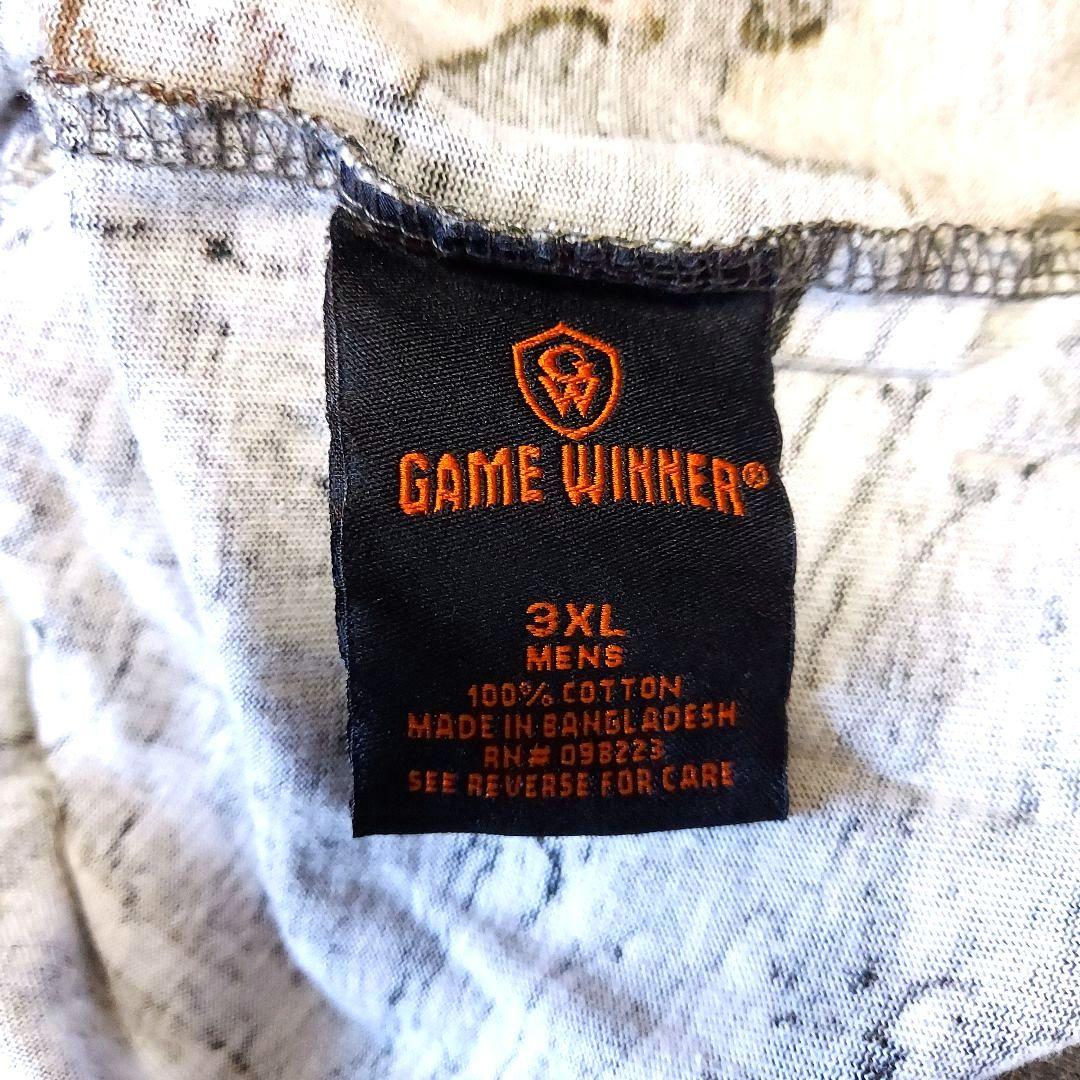 GW
GAME WINNER®
3XL
MENS
100% COTTON
MADE IN BANGLADESH
RN# 098223
SEE REVERSE FOR CARE